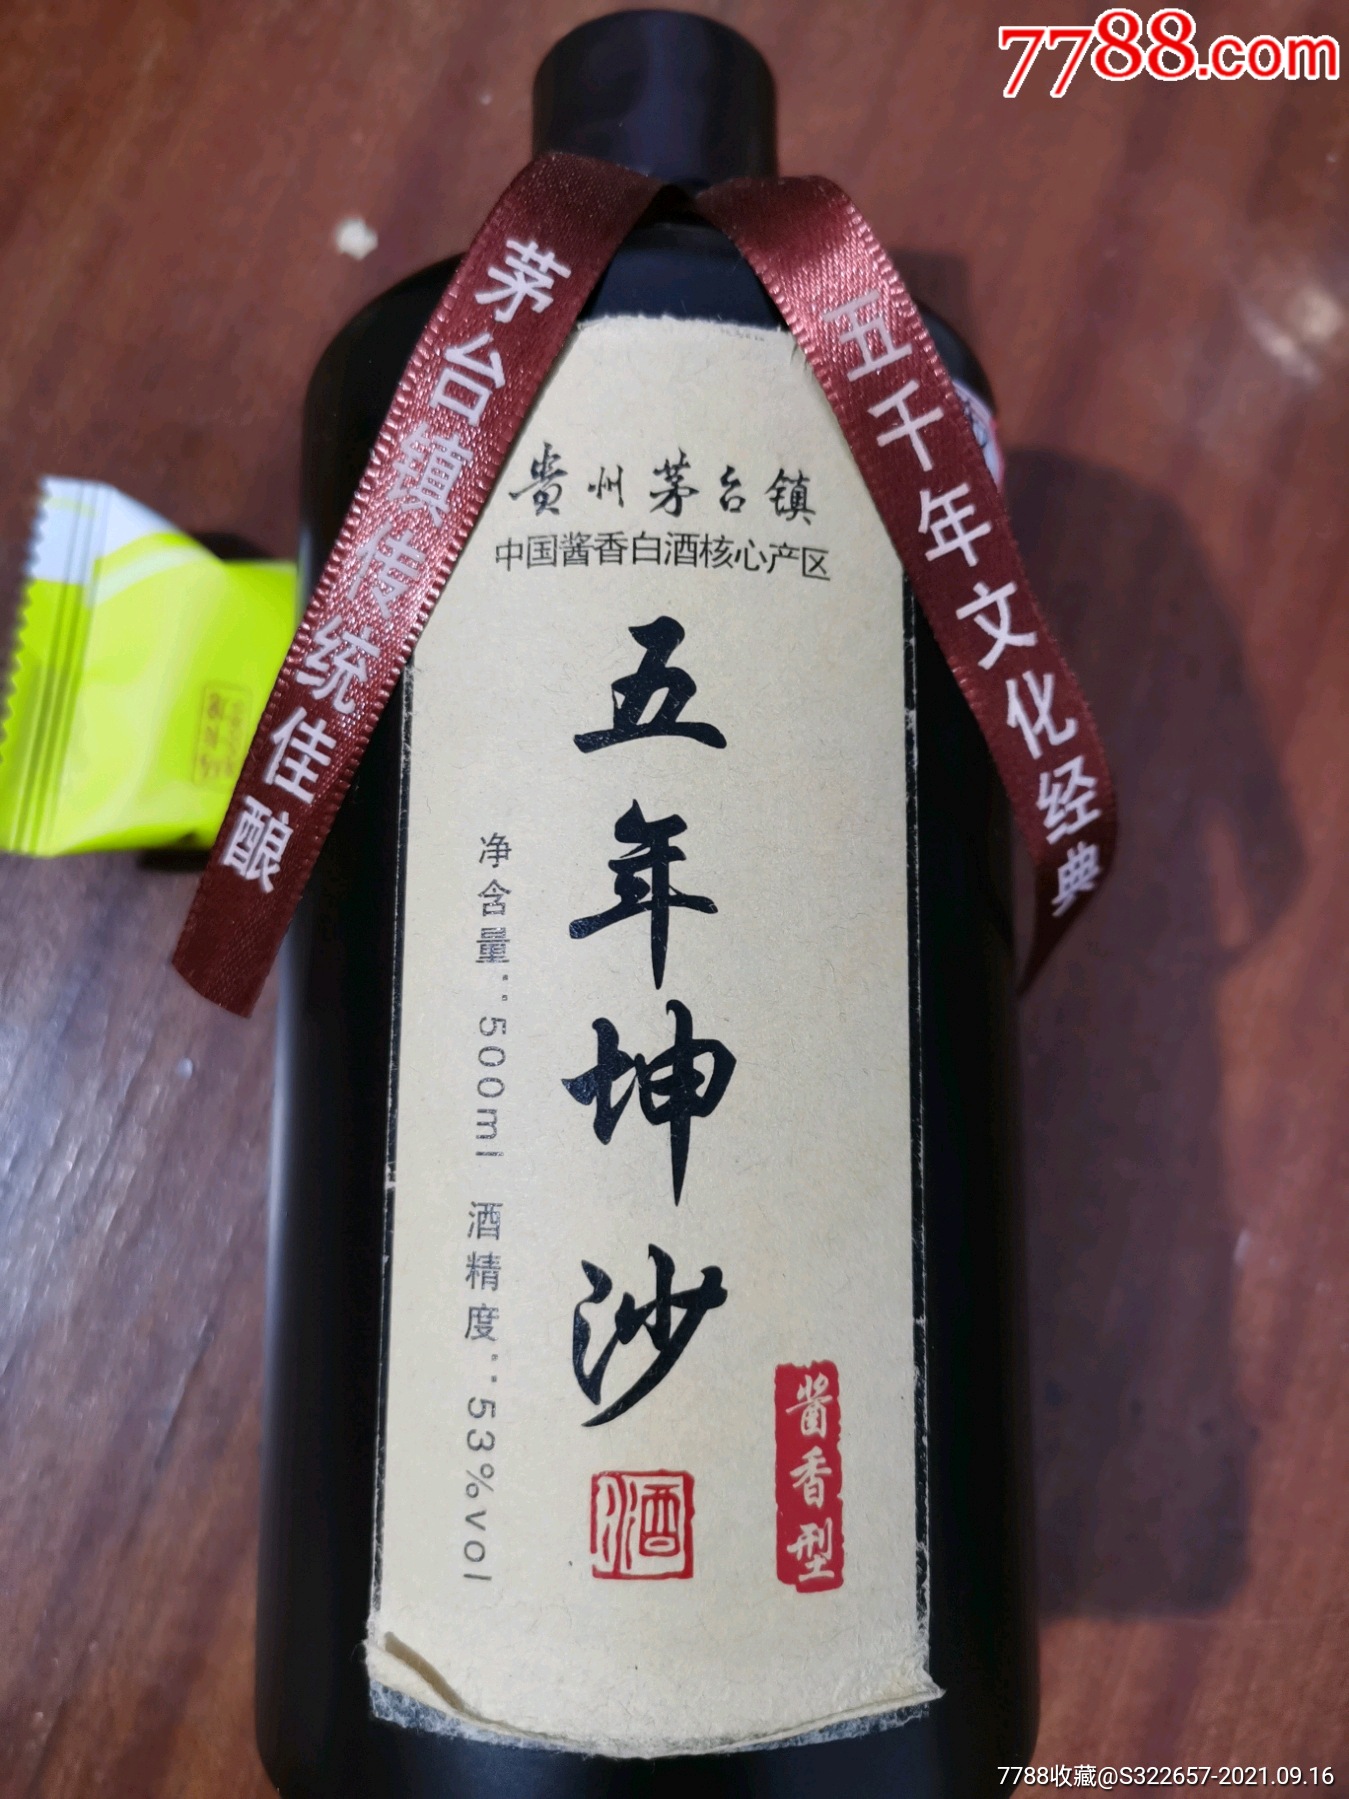 7788.com
茅台镇传统佳酿
五千年文化经典
贵州茅台镇
中国酱香白酒核心产区
五年坤沙
酒
净含量:500ml 酒精度:53%vol
酱香型
7788收藏@S322657-2021.09.16